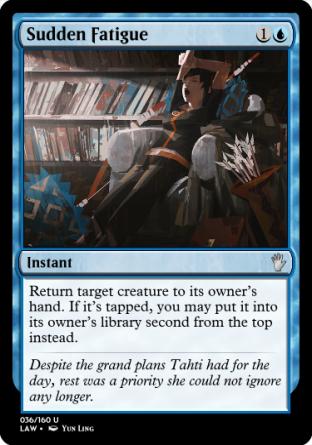 Sudden Fatigue 1
Instant
Return target creature to its owner's
hand. If it's tapped, you may put it into
its owner's library second from the top
instead.
Despite the grand plans Tahti had for the
day, rest was a priority she could not ignore
any longer.
036/160 U
LAW • Yun Ling